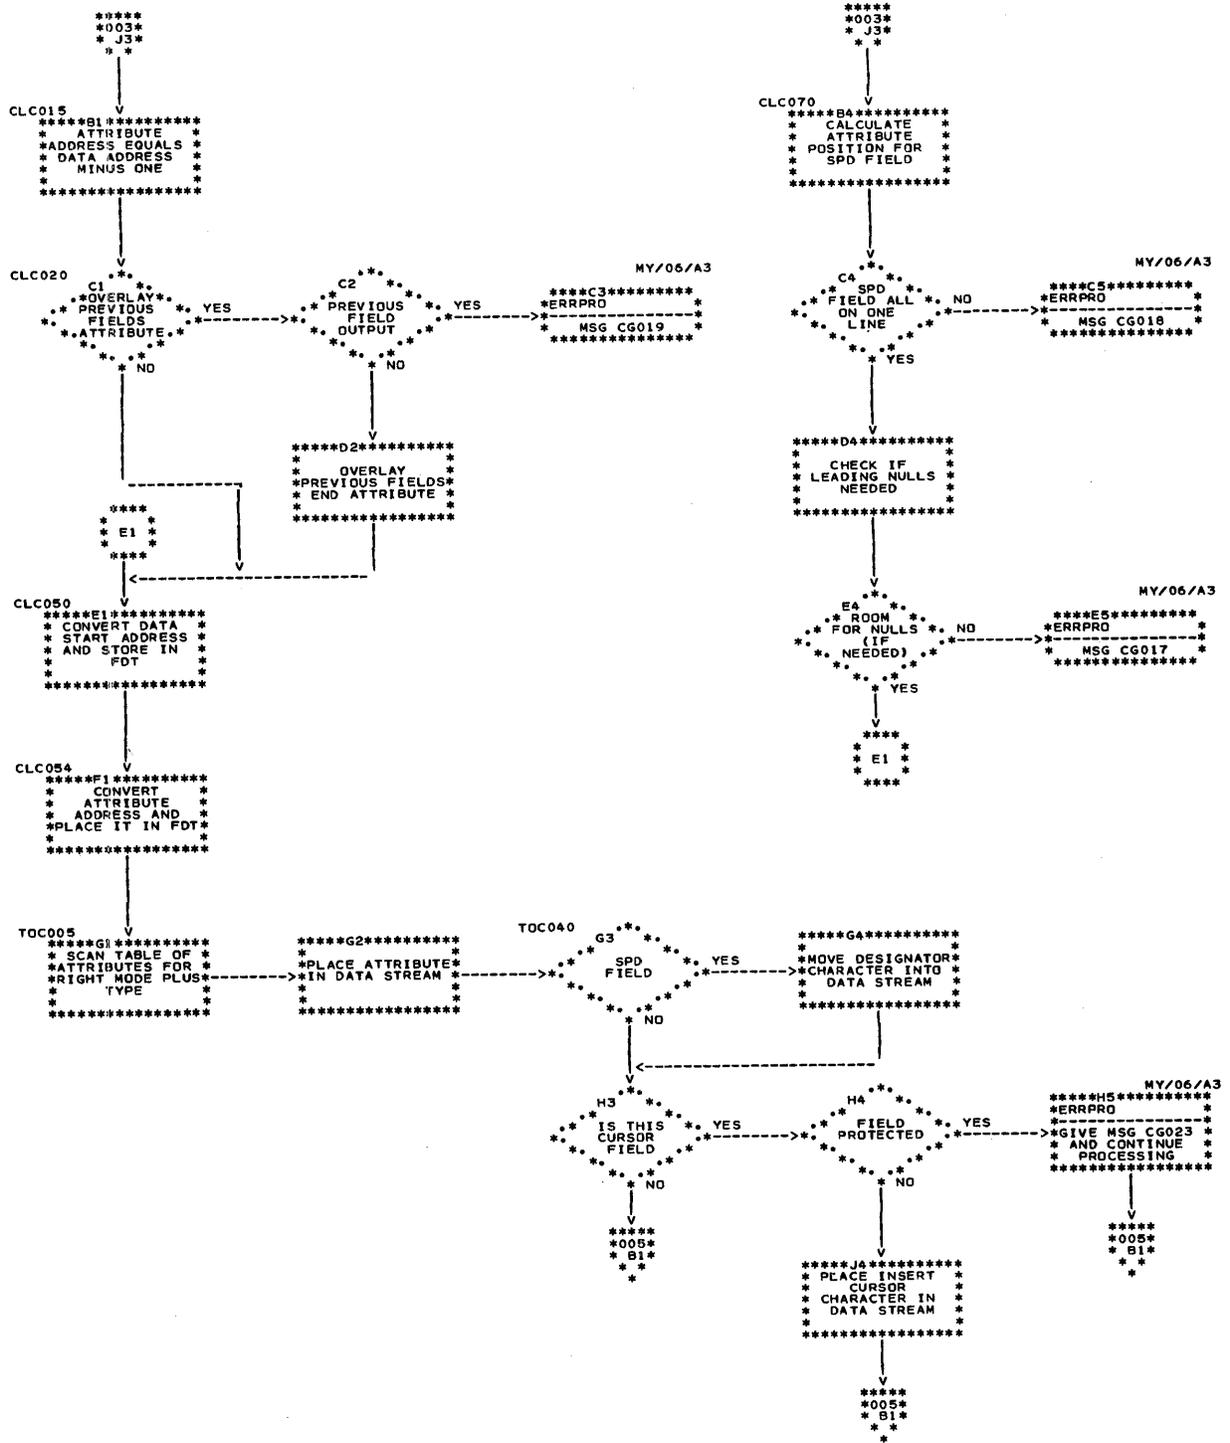 003
J3
003
J3
CLC015
B1
ATTRIBUTE
ADDRESS EQUALS
DATA ADDRESS
MINUS ONE
CLC070
B4
CALCULATE
ATTRIBUTE
POSITION FOR
SPD FIELD
CLC020
C1
OVERLAY
PREVIOUS
FIELDS
ATTRIBUTE
YES
NO
C2
PREVIOUS
FIELD
OUTPUT
YES
NO
MY/06/A3
C3
ERRPRO
MSG CG019
C4
SPD
FIELD ALL
ON ONE
LINE
NO
YES
MY/06/A3
C5
ERRPRO
MSG CG018
D2
OVERLAY
PREVIOUS FIELDS
END ATTRIBUTE
D4
CHECK IF
LEADING NULLS
NEEDED
E1
CLC050
E1
CONVERT DATA
START ADDRESS
AND STORE IN
FDT
E4
ROOM
FOR NULLS
(IF
NEEDED)
NO
YES
MY/06/A3
E5
ERRPRO
MSG CG017
E1
CLC054
F1
CONVERT
ATTRIBUTE
ADDRESS AND
PLACE IT IN FDT
TOC005
G1
SCAN TABLE OF
ATTRIBUTES FOR
RIGHT MODE PLUS
TYPE
G2
PLACE ATTRIBUTE
IN DATA STREAM
TOC040
G3
SPD
FIELD
YES
NO
G4
MOVE DESIGNATOR
CHARACTER INTO
DATA STREAM
H3
IS THIS
CURSOR
FIELD
YES
NO
H4
FIELD
PROTECTED
YES
NO
MY/06/A3
H5
ERRPRO
GIVE MSG CG023
AND CONTINUE
PROCESSING
005
B1
005
B1
J4
PLACE INSERT
CURSOR
CHARACTER IN
DATA STREAM
005
B1